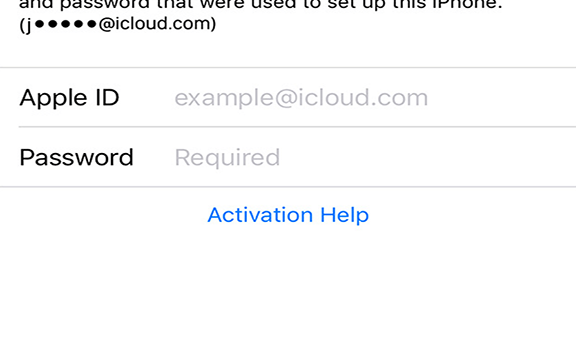 and password that were used to set up this iPhone.
(j●●●●●@icloud.com)
Apple ID example@icloud.com
Password Required
Activation Help